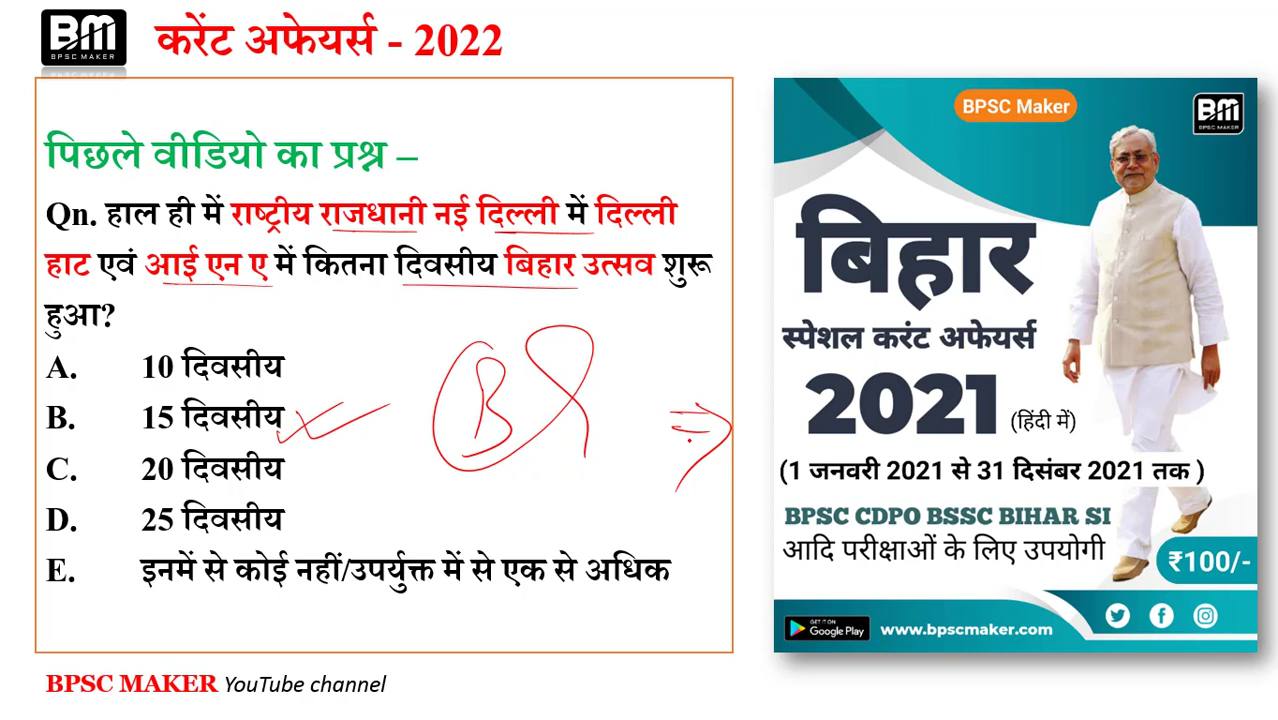 BM
BPSC MAKER
करेंट अफेयर्स - 2022
पिछले वीडियो का प्रश्न –
Qn. हाल ही में राष्ट्रीय राजधानी नई दिल्ली में दिल्ली
हाट एवं आई एन ए में कितना दिवसीय बिहार उत्सव शुरू
हुआ?
A. 10 दिवसीय
B. 15 दिवसीय
C. 20 दिवसीय
D. 25 दिवसीय
E. इनमें से कोई नहीं/उपर्युक्त में से एक से अधिक
B
BPSC MAKER YouTube channel
BPSC Maker
BM
BPSC MAKER
बिहार
स्पेशल करंट अफेयर्स
2021 (हिंदी में)
(1 जनवरी 2021 से 31 दिसंबर 2021 तक )
BPSC CDPO BSSC BIHAR SI
आदि परीक्षाओं के लिए उपयोगी
₹100/-
GET IT ON
Google Play
www.bpscmaker.com